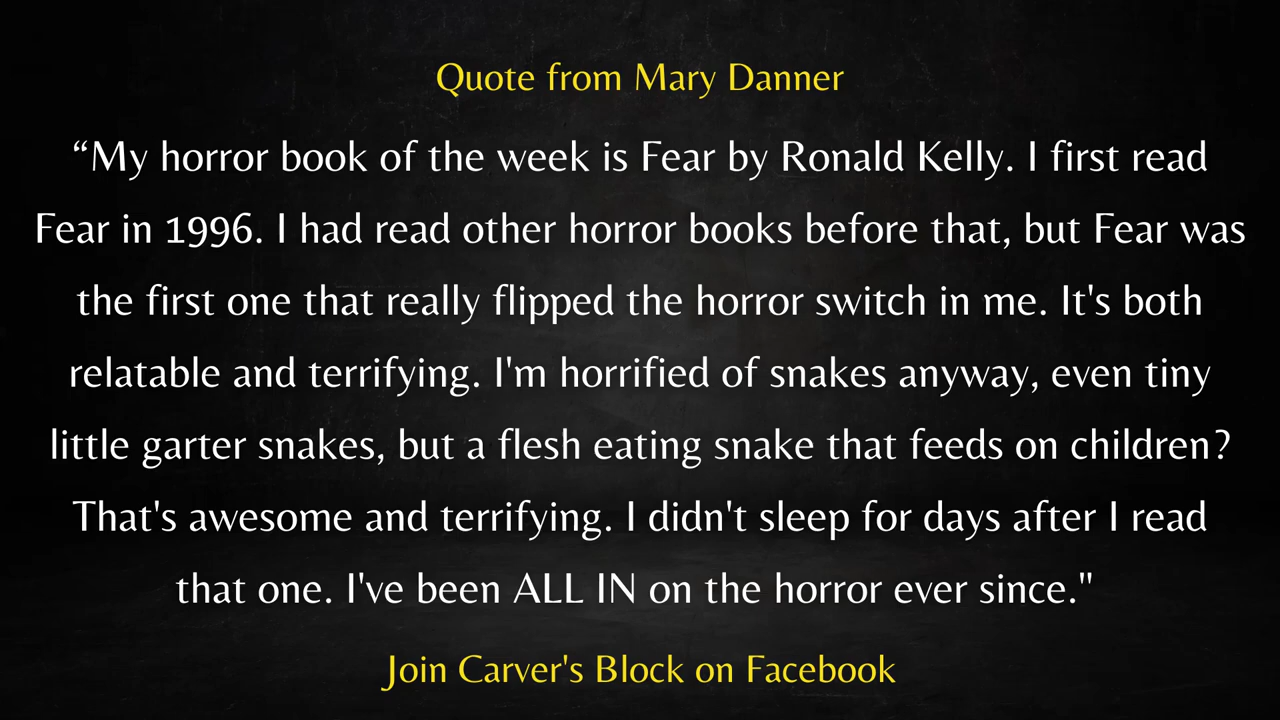 Quote from Mary Danner
“My horror book of the week is Fear by Ronald Kelly. I first read
Fear in 1996. I had read other horror books before that, but Fear was
the first one that really flipped the horror switch in me. It's both
relatable and terrifying. I'm horrified of snakes anyway, even tiny
little garter snakes, but a flesh eating snake that feeds on children?
That's awesome and terrifying. I didn't sleep for days after I read
that one. I've been ALL IN on the horror ever since."
Join Carver's Block on Facebook